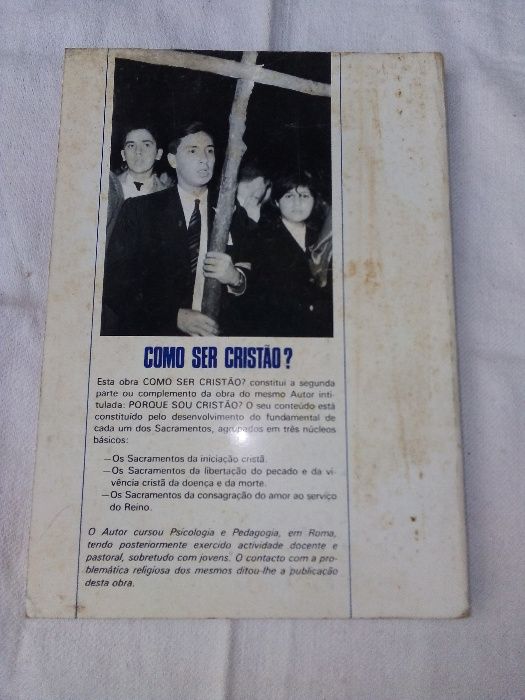 COMO SER CRISTÃO?
Esta obra COMO SER CRISTÃO? constitui a segunda
parte ou complemento da obra do mesmo Autor inti-
tulada: PORQUE SOU CRISTÃO? O seu conteúdo está
constituído pelo desenvolvimento do fundamental de
cada um dos Sacramentos, agrupados em três núcleos
básicos:
—Os Sacramentos da iniciação cristã.
—Os Sacramentos da libertação do pecado e da vi-
vência cristã da doença e da morte.
—Os Sacramentos da consagração do amor ao serviço
do Reino.
O Autor cursou Psicologia e Pedagogia, em Roma,
tendo posteriormente exercido actividade docente e
pastoral, sobretudo com jovens. O contacto com a pro-
blemática religiosa dos mesmos ditou-lhe a publicação
desta obra.